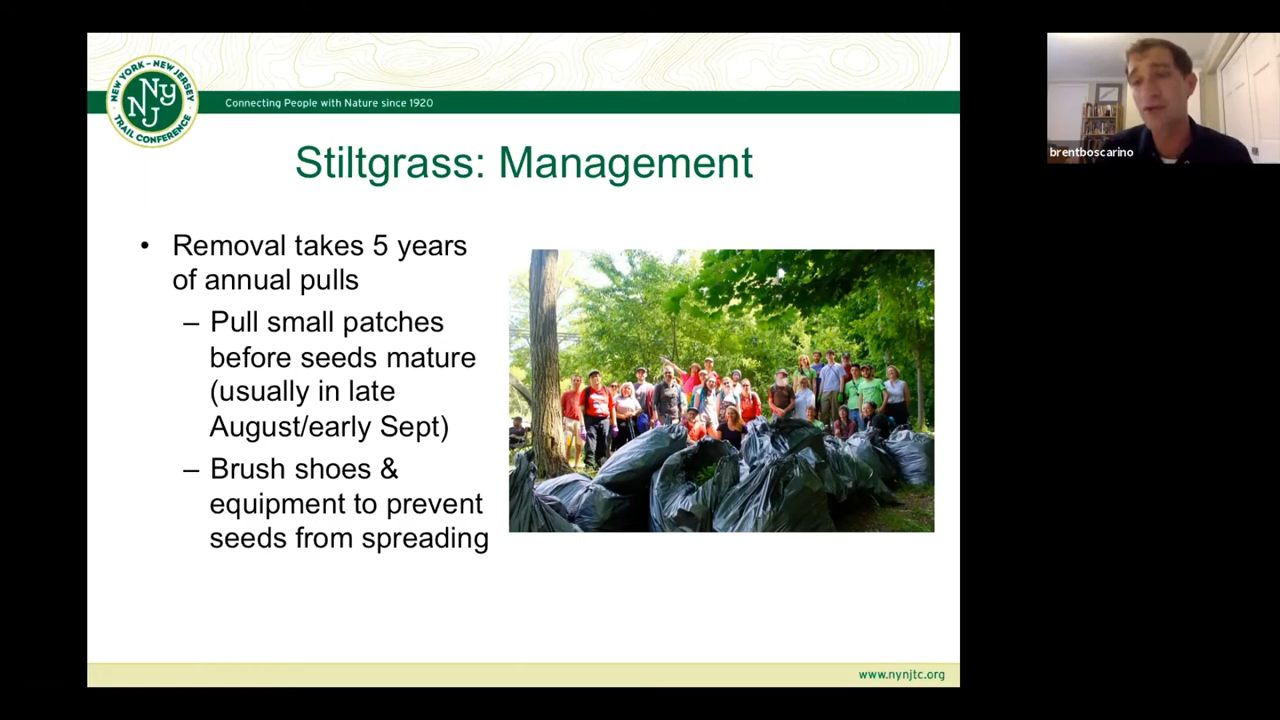 NEW YORK – NEW JERSEY
NY
NJ
TRAIL CONFERENCE
Connecting People with Nature since 1920
Stiltgrass: Management
• Removal takes 5 years
of annual pulls
– Pull small patches
before seeds mature
(usually in late
August/early Sept)
– Brush shoes &
equipment to prevent
seeds from spreading
www.nynjtc.org
brentboscarino